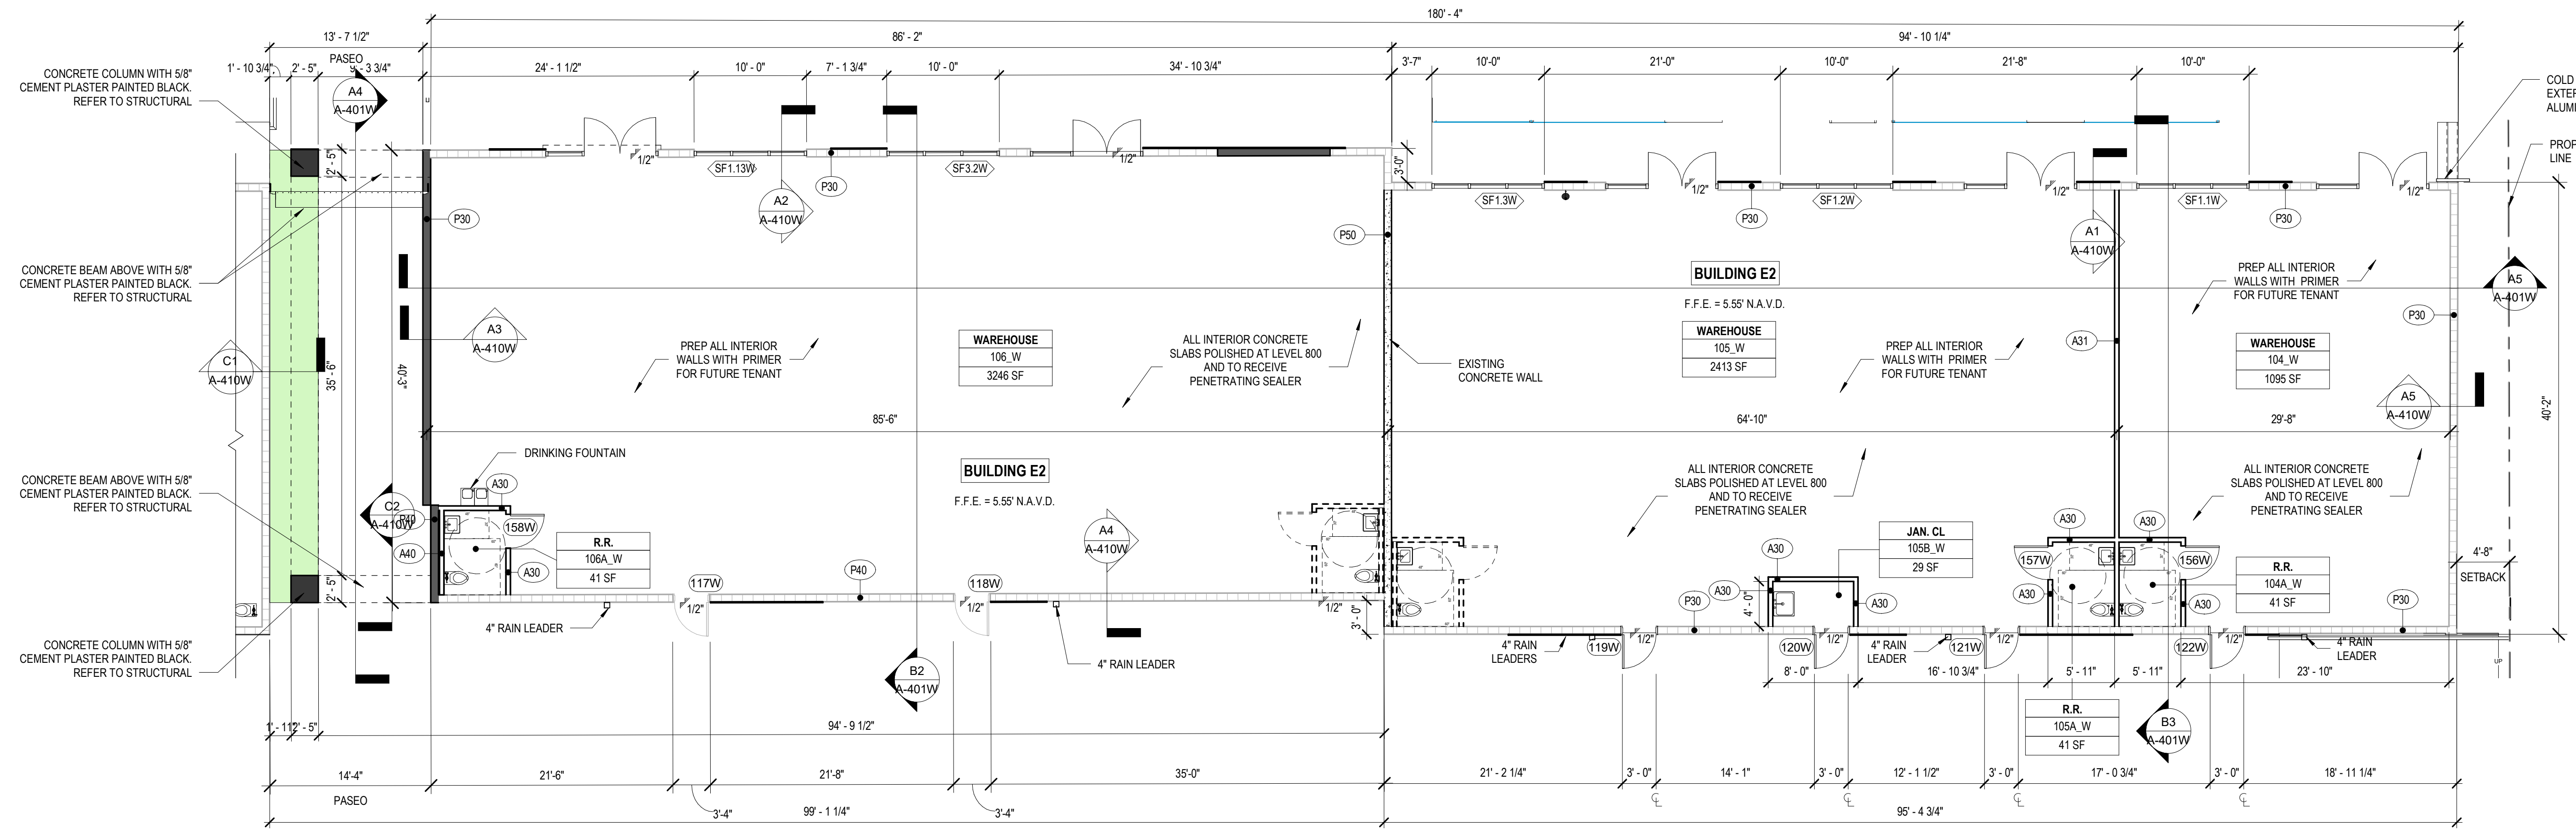 180' - 4"
13' - 7 1/2"
86' - 2"
94' - 10 1/4"
PASEO
1' - 10 3/4"
2' - 5"
24' - 1 1/2"
10' - 0"
7' - 1 3/4"
10' - 0"
34' - 10 3/4"
3'-7"
10'-0"
21'-0"
10'-0"
21'-8"
10'-0"
CONCRETE COLUMN WITH 5/8"
CEMENT PLASTER PAINTED BLACK.
REFER TO STRUCTURAL
A4
A-401W
COLD
PROP
LINE
2' - 5"
1/2"
SF1.13W
P30
SF3.2W
1/2"
3'-0"
SF1.3W
1/2"
P30
SF1.2W
1/2"
SF1.1W
P30
1/2"
A2
A-410W
P30
P50
A1
A-410W
CONCRETE BEAM ABOVE WITH 5/8"
CEMENT PLASTER PAINTED BLACK.
REFER TO STRUCTURAL
BUILDING E2
F.F.E. = 5.55' N.A.V.D.
PREP ALL INTERIOR
WALLS WITH PRIMER
FOR FUTURE TENANT
A5
A-401W
A3
A-410W
C1
A-410W
35' - 6"
40'-3"
PREP ALL INTERIOR
WALLS WITH PRIMER
FOR FUTURE TENANT
WAREHOUSE
106_W
3246 SF
ALL INTERIOR CONCRETE
SLABS POLISHED AT LEVEL 800
AND TO RECEIVE
PENETRATING SEALER
EXISTING
CONCRETE WALL
WAREHOUSE
105_W
2413 SF
PREP ALL INTERIOR
WALLS WITH PRIMER
FOR FUTURE TENANT
A31
WAREHOUSE
104_W
1095 SF
P30
A5
A-410W
40'-2"
85'-6"
64'-10"
29'-8"
DRINKING FOUNTAIN
BUILDING E2
F.F.E. = 5.55' N.A.V.D.
ALL INTERIOR CONCRETE
SLABS POLISHED AT LEVEL 800
AND TO RECEIVE
PENETRATING SEALER
ALL INTERIOR CONCRETE
SLABS POLISHED AT LEVEL 800
AND TO RECEIVE
PENETRATING SEALER
CONCRETE BEAM ABOVE WITH 5/8"
CEMENT PLASTER PAINTED BLACK.
REFER TO STRUCTURAL
C2
A-410W
P40
A30
158W
A40
A30
R.R.
106A_W
41 SF
A4
A-410W
JAN. CL
105B_W
29 SF
A30
A30
A30
4' - 0"
A30
A30
157W
156W
A30
A30
R.R.
104A_W
41 SF
4'-8"
SETBACK
2' - 5"
117W
P40
118W
1/2"
1/2"
1/2"
3' - 0"
P30
P30
4" RAIN LEADER
4" RAIN LEADER
CONCRETE COLUMN WITH 5/8"
CEMENT PLASTER PAINTED BLACK.
REFER TO STRUCTURAL
4" RAIN
LEADERS
119W
1/2"
120W
1/2"
4" RAIN
LEADER
121W
1/2"
122W
1/2"
4" RAIN
LEADER
UP
B2
A-401W
8' - 0"
16' - 10 3/4"
5' - 11"
5' - 11"
23' - 10"
R.R.
105A_W
41 SF
B3
A-401W
2' - 5"
94' - 9 1/2"
14'-4"
21'-6"
21'-8"
35'-0"
21' - 2 1/4"
3' - 0"
14' - 1"
3' - 0"
12' - 1 1/2"
3' - 0"
17' - 0 3/4"
3' - 0"
18' - 11 1/4"
PASEO
3'-4"
99' - 1 1/4"
3'-4"
95' - 4 3/4"